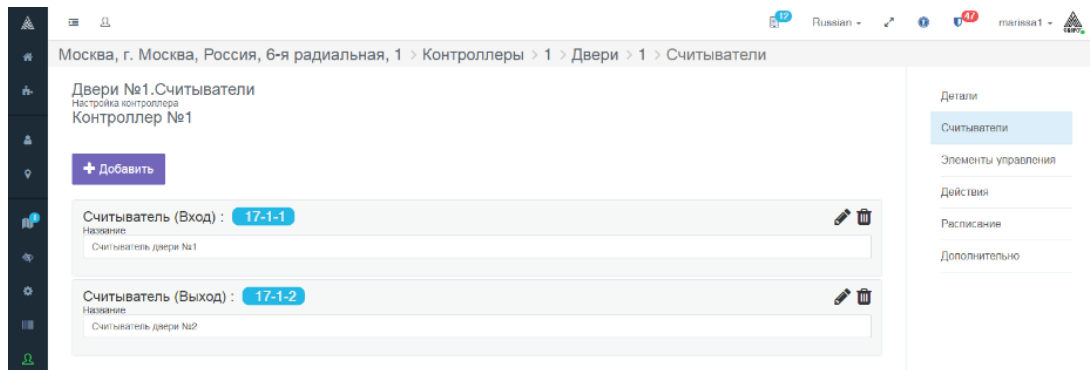 12
Russian
47
marissa1
Москва, г. Москва, Россия, 6-я радиальная, 1 > Контроллеры > 1 > Двери > 1 > Считыватели
Двери №1.Считыватели
Настройка контроллера
Контроллер №1
Добавить
Считыватель (Вход) : 17-1-1
Название
Считыватель двери №1
Считыватель (Выход) : 17-1-2
Название
Считыватель двери №2
Детали
Считыватели
Элементы управления
Действия
Расписание
Дополнительно